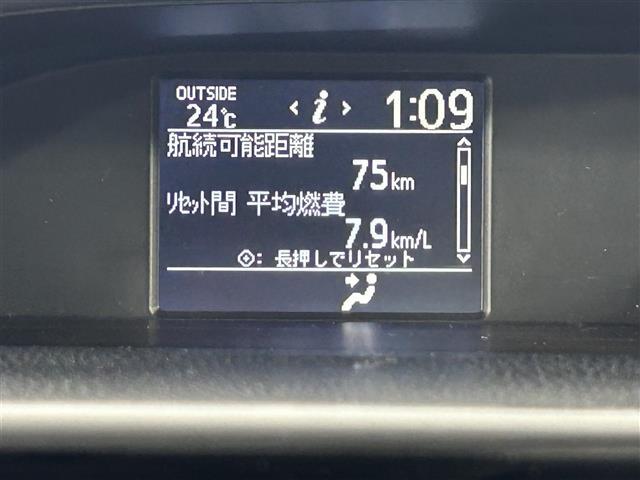 OUTSIDE
24℃
< i >
1:09
航続可能距離
75km
リセット間 平均燃費
7.9km/L
: 長押しでリセット